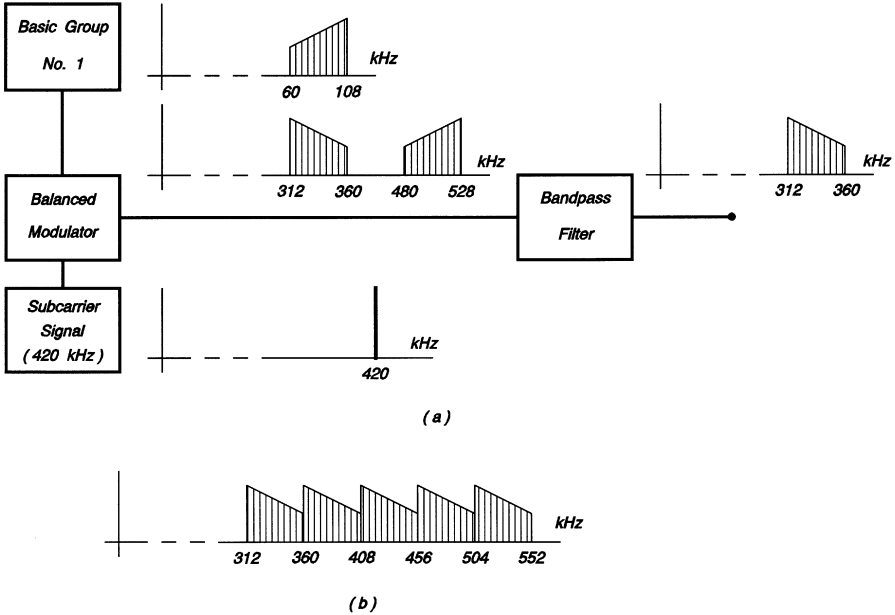 Basic Group
No. 1
kHz
60 108
kHz
312 360 480 528
kHz
312 360
Balanced
Modulator
Bandpass
Filter
Subcarrier
Signal
( 420 kHz )
kHz
420
( a )
kHz
312 360 408 456 504 552
( b )